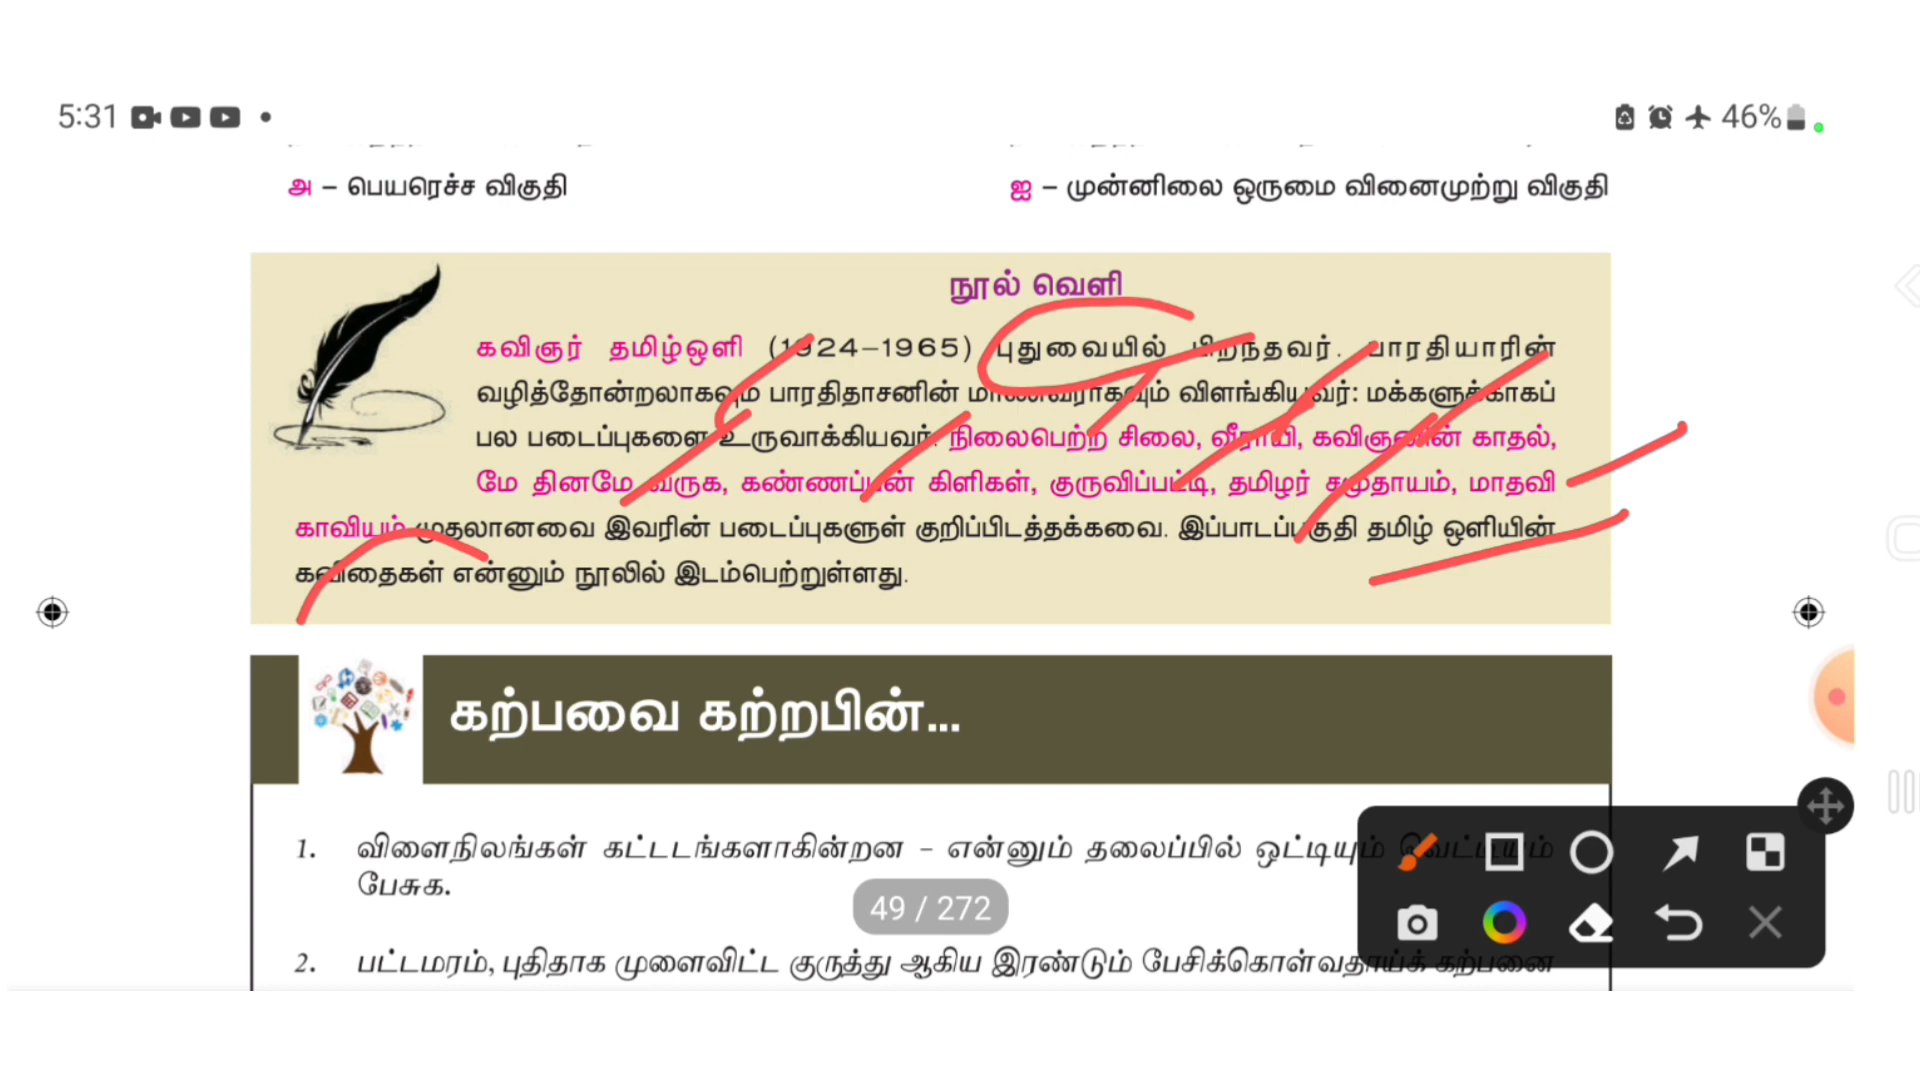 5:31
46%
அ – பெயரெச்ச விகுதி
ஐ – முன்னிலை ஒருமை வினைமுற்று விகுதி
நூல் வெளி
கவிஞர் தமிழ்ஒளி (1924–1965) புதுவையில் பிறந்தவர். பாரதியாரின்
வழித்தோன்றலாகவும் பாரதிதாசனின் மாணவராகவும் விளங்கியவர்: மக்களுக்காகப்
பல படைப்புகளை உருவாக்கியவர். நிலைபெற்ற சிலை, வீராயி, கவிஞனின் காதல்,
மே தினமே வருக, கண்ணப்பன் கிளிகள், குருவிப்பட்டி, தமிழர் சமுதாயம், மாதவி
காவியம் முதலானவை இவரின் படைப்புகளுள் குறிப்பிடத்தக்கவை. இப்பாடப்பகுதி தமிழ் ஒளியின்
கவிதைகள் என்னும் நூலில் இடம்பெற்றுள்ளது.
கற்பவை கற்றபின்...
1. விளைநிலங்கள் கட்டடங்களாகின்றன – என்னும் தலைப்பில் ஒட்டியும் வெட்டியும்
பேசுக.
49 / 272
2. பட்டமரம், புதிதாக முளைவிட்ட குருத்து ஆகிய இரண்டும் பேசிக்கொள்வதாய்க் கற்பனை